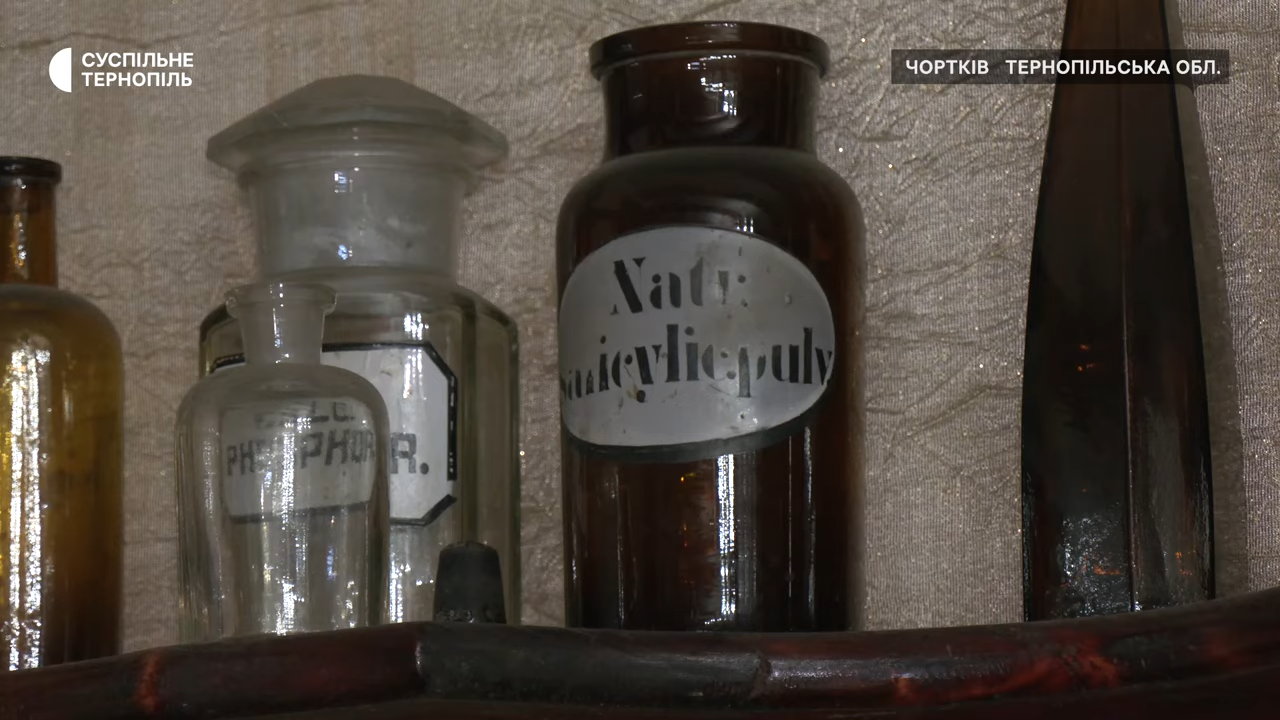 СУСПІЛЬНЕ
ТЕРНОПІЛЬ
ЧОРТКІВ ТЕРНОПІЛЬСЬКА ОБЛ.
Natr:
salicylic.pulv
R.